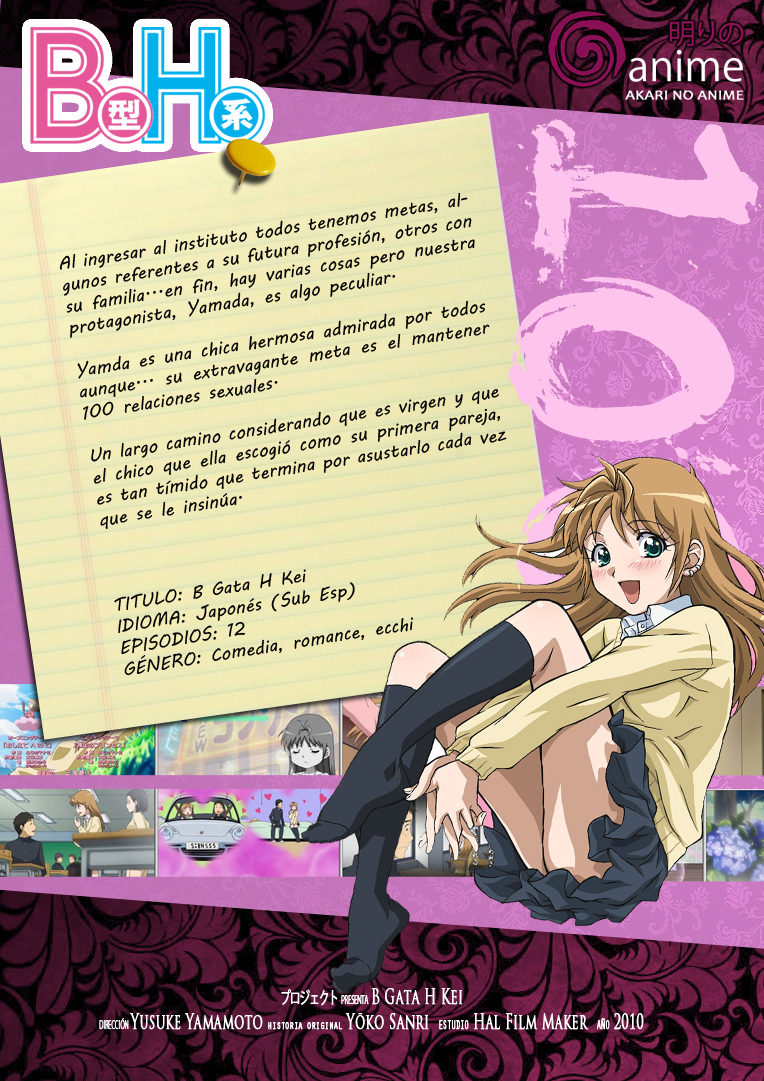 B型 H系
明りの
anime
AKARI NO ANIME
100
Al ingresar al instituto todos tenemos metas, al-
gunos referentes a su futura profesión, otros con
su familia...en fin, hay varias cosas pero nuestra
protagonista, Yamada, es algo peculiar.
Yamda es una chica hermosa admirada por todos
aunque... su extravagante meta es el mantener
100 relaciones sexuales.
Un largo camino considerando que es virgen y que
el chico que ella escogió como su primera pareja,
es tan tímido que termina por asustarlo cada vez
que se le insinúa.
TITULO: B Gata H Kei
IDIOMA: Japonés (Sub Esp)
EPISODIOS: 12
GÉNERO: Comedia, romance, ecchi
プロジェクト PRESENTA B GATA H KEI
DIRECCIÓN YUSUKE YAMAMOTO HISTORIA ORIGINAL YÔKO SANRI ESTUDIO HAL FILM MAKER AÑO 2010